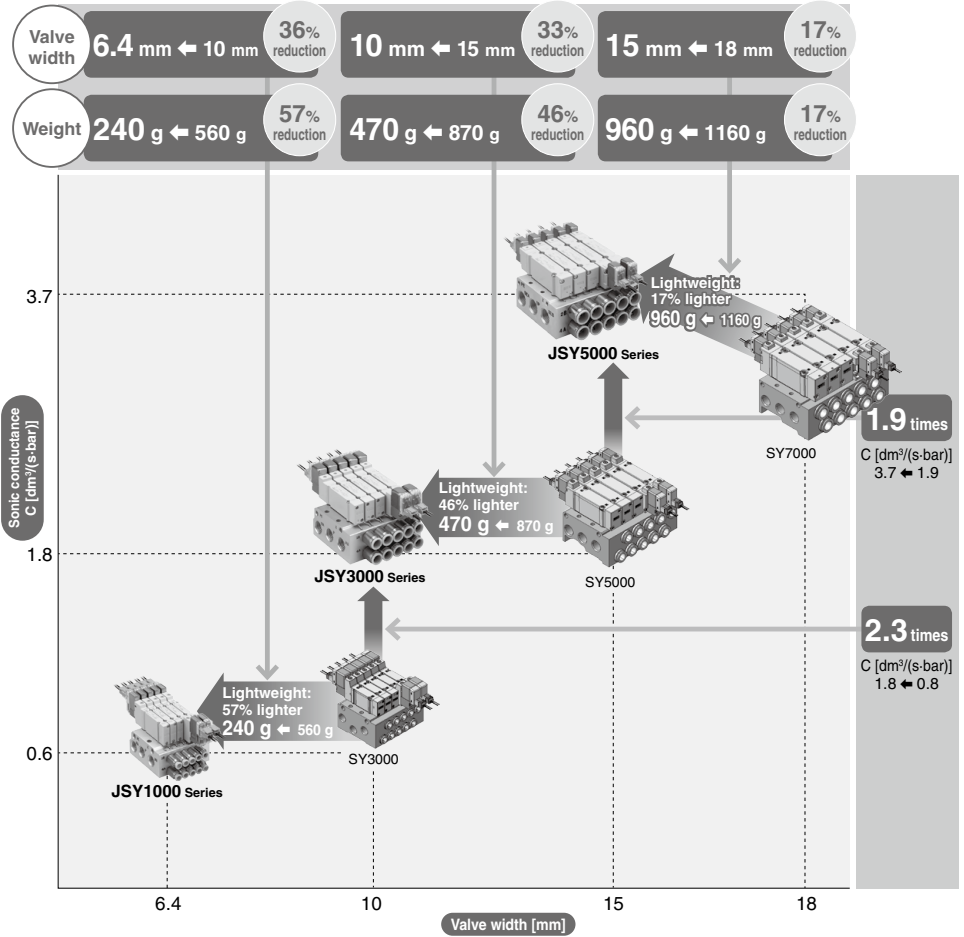 Valve
width
6.4 mm ← 10 mm
36%
reduction
10 mm ← 15 mm
33%
reduction
15 mm ← 18 mm
17%
reduction
Weight
240 g ← 560 g
57%
reduction
470 g ← 870 g
46%
reduction
960 g ← 1160 g
17%
reduction
Lightweight:
17% lighter
960 g ← 1160 g
3.7
JSY5000 Series
SY7000
1.9 times
C [dm³/(s·bar)]
3.7 ← 1.9
Sonic conductance
C [dm³/(s·bar)]
Lightweight:
46% lighter
470 g ← 870 g
1.8
JSY3000 Series
SY5000
2.3 times
C [dm³/(s·bar)]
1.8 ← 0.8
Lightweight:
57% lighter
240 g ← 560 g
0.6
SY3000
JSY1000 Series
6.4
10
15
18
Valve width [mm]